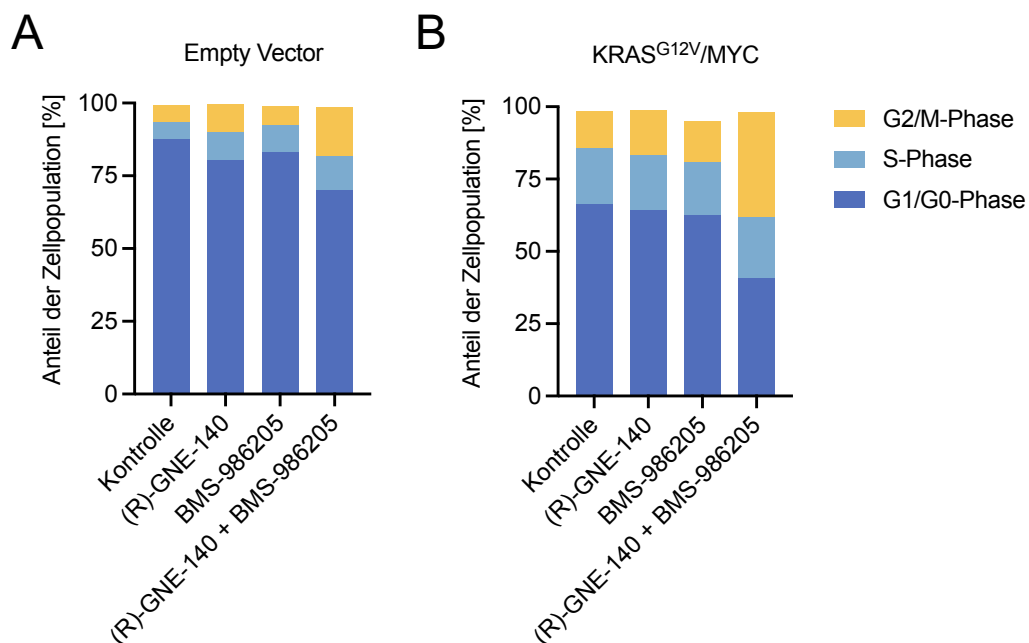 A
Empty Vector
Anteil der Zellpopulation [%]
100
75
50
25
0
Kontrolle
(R)-GNE-140
BMS-986205
(R)-GNE-140 + BMS-986205
B
KRASG12V/MYC
Anteil der Zellpopulation [%]
100
75
50
25
0
Kontrolle
(R)-GNE-140
BMS-986205
(R)-GNE-140 + BMS-986205
G2/M-Phase
S-Phase
G1/G0-Phase